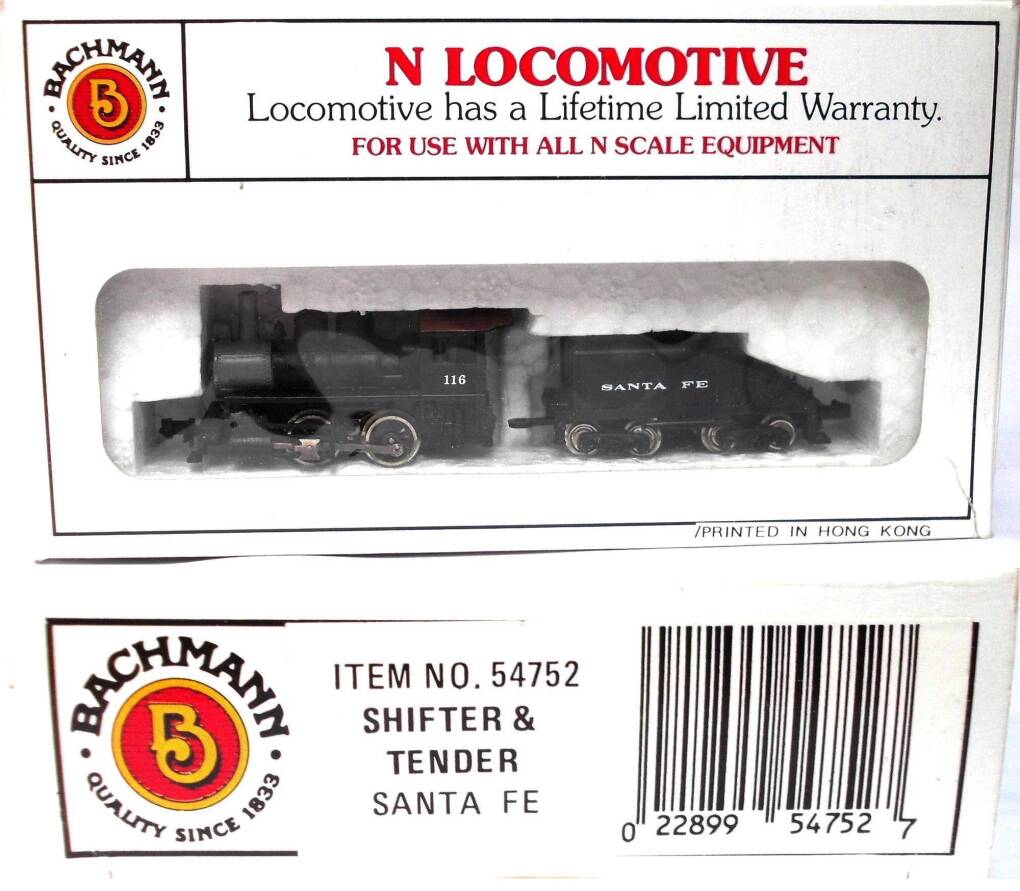 BACHMANN
B
• QUALITY SINCE 1833 •
N LOCOMOTIVE
Locomotive has a Lifetime Limited Warranty.
FOR USE WITH ALL N SCALE EQUIPMENT
116
SANTA FE
/PRINTED IN HONG KONG
BACHMANN
B
• QUALITY SINCE 1833 •
ITEM NO. 54752
SHIFTER &
TENDER
SANTA FE
0 22899 54752 7